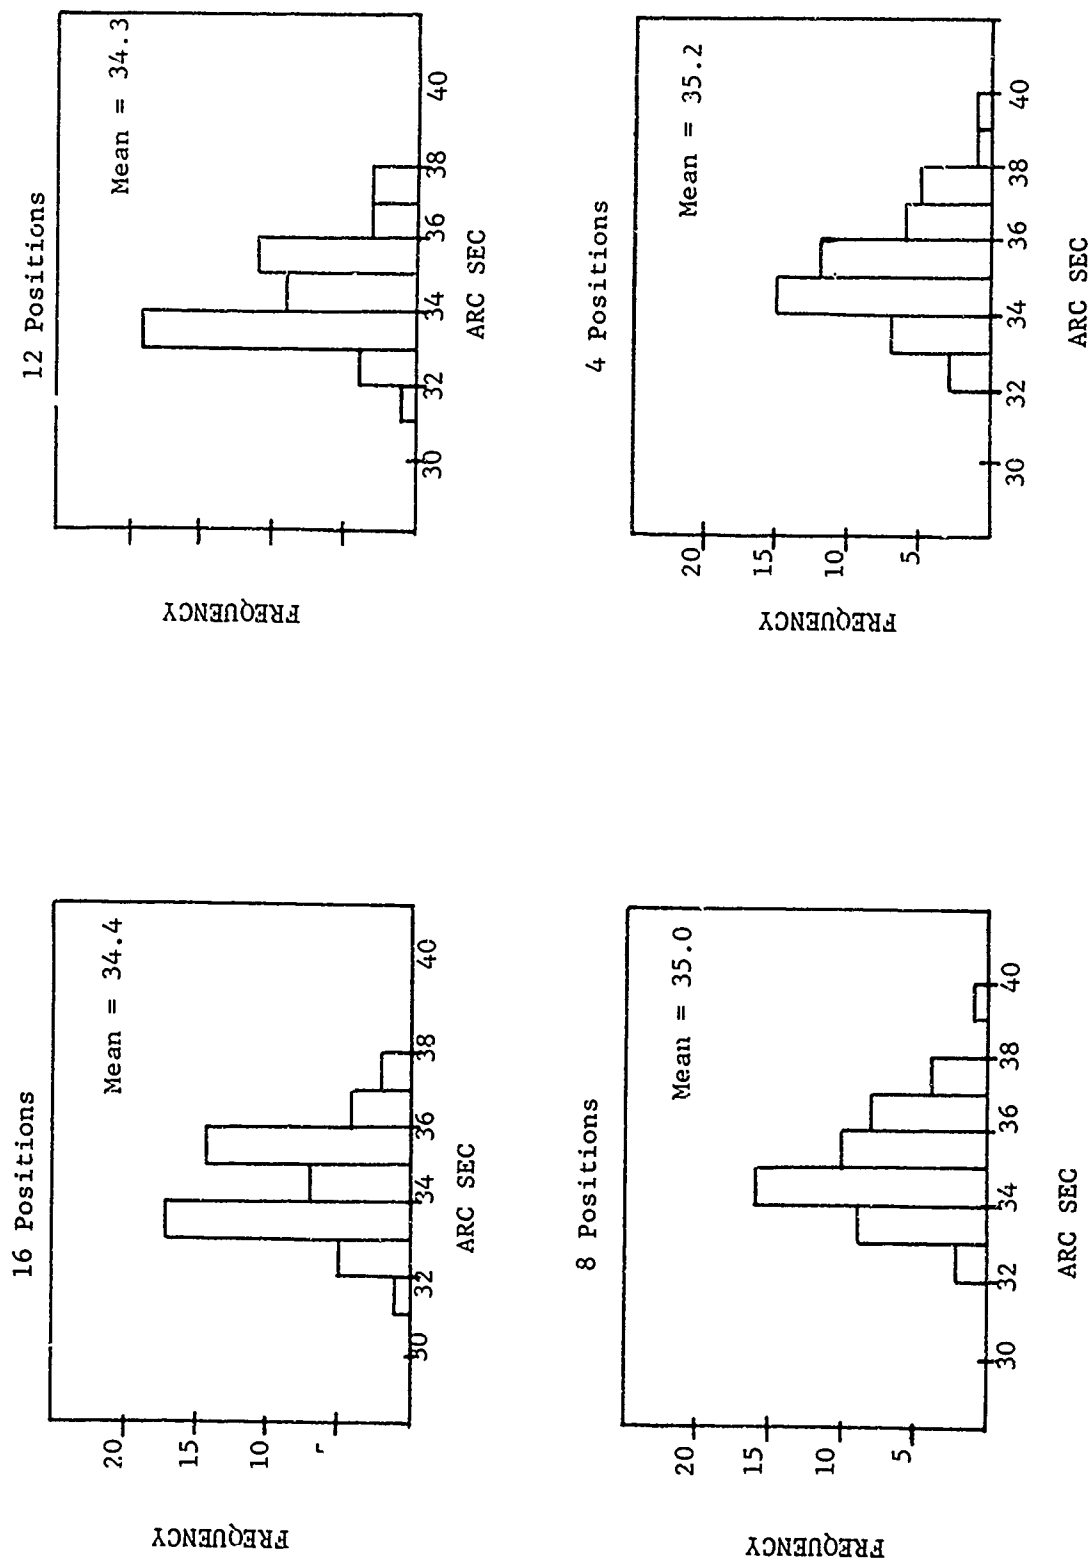 16 Positions
Mean = 34.4
FREQUENCY
20
15
10
30 32 34 36 38 40
ARC SEC
12 Positions
Mean = 34.3
FREQUENCY
30 32 34 36 38 40
ARC SEC
8 Positions
Mean = 35.0
FREQUENCY
20
15
10
5
30 32 34 36 38 40
ARC SEC
4 Positions
Mean = 35.2
FREQUENCY
20
15
10
5
30 32 34 36 38 40
ARC SEC